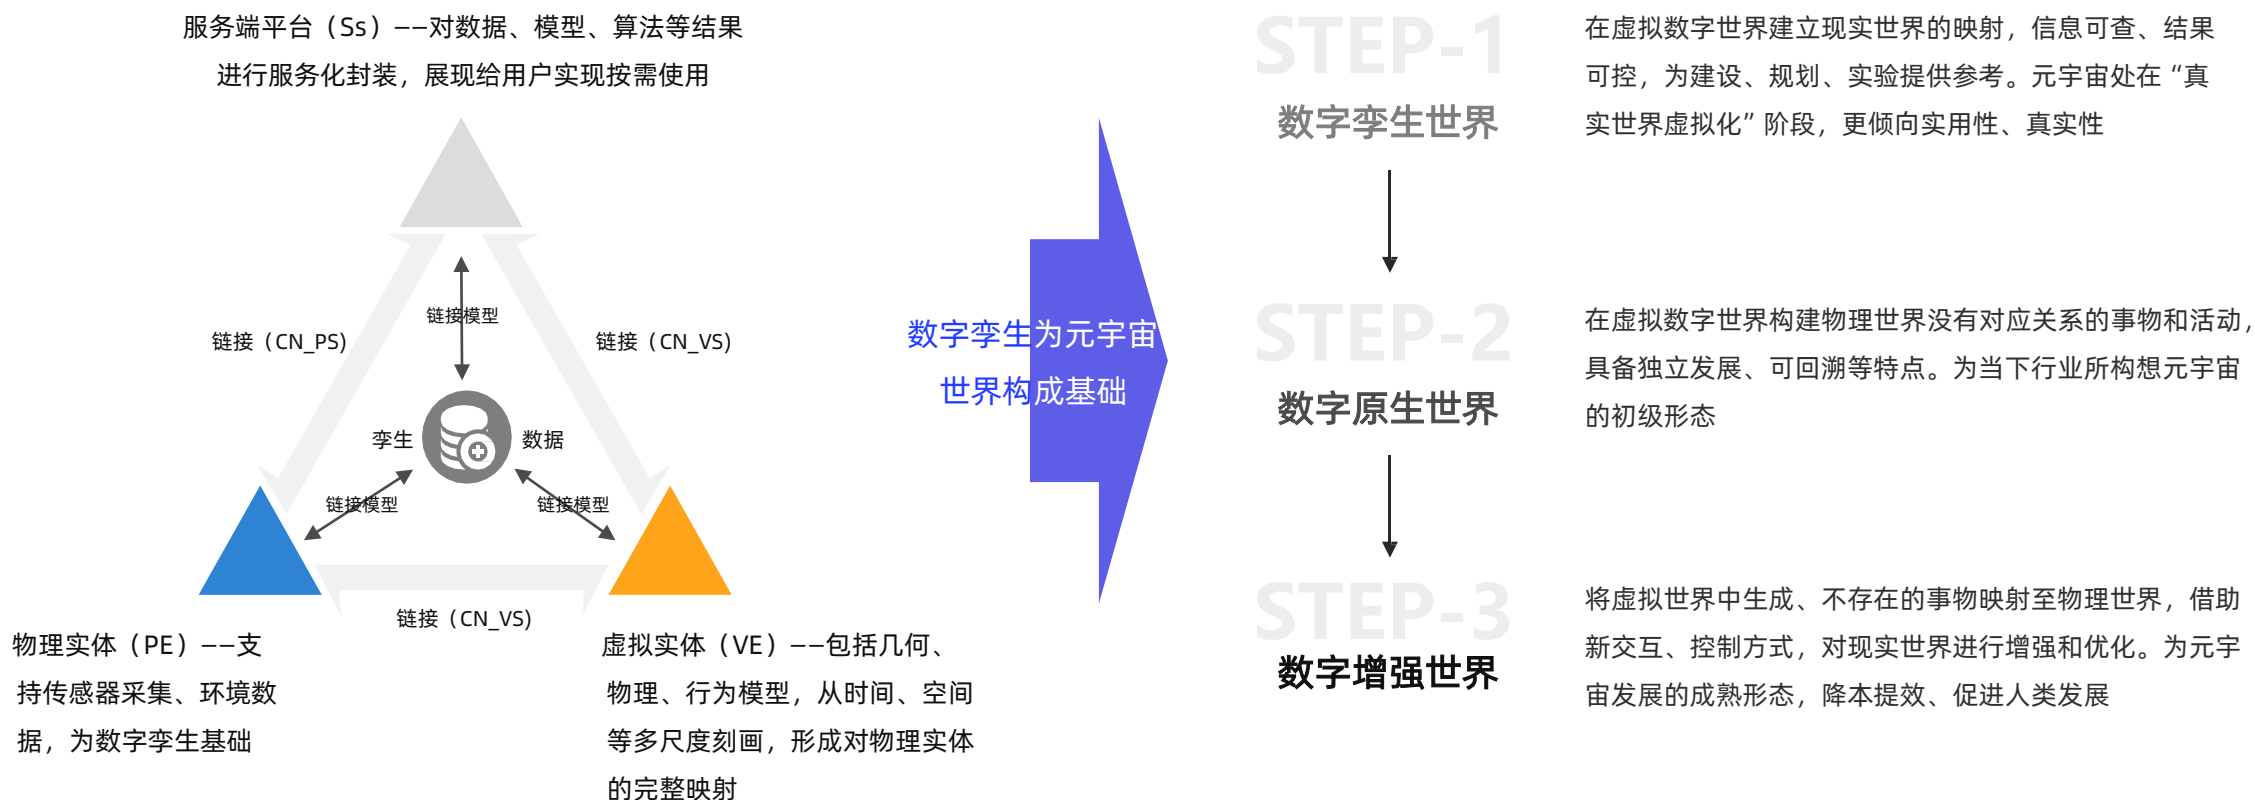 服务端平台（Ss）——对数据、模型、算法等结果
进行服务化封装，展现给用户实现按需使用
链接模型
链接（CN_PS)
链接（CN_VS)
孪生
数据
链接模型
链接模型
链接（CN_VS)
物理实体（PE）——支
持传感器采集、环境数
据，为数字孪生基础
虚拟实体（VE）——包括几何、
物理、行为模型，从时间、空间
等多尺度刻画，形成对物理实体
的完整映射
数字孪生为元宇宙
世界构成基础
STEP-1
数字孪生世界
在虚拟数字世界建立现实世界的映射，信息可查、结果
可控，为建设、规划、实验提供参考。元宇宙处在“真
实世界虚拟化”阶段，更倾向实用性、真实性
STEP-2
数字原生世界
在虚拟数字世界构建物理世界没有对应关系的事物和活动，
具备独立发展、可回溯等特点。为当下行业所构想元宇宙
的初级形态
STEP-3
数字增强世界
将虚拟世界中生成、不存在的事物映射至物理世界，借助
新交互、控制方式，对现实世界进行增强和优化。为元宇
宙发展的成熟形态，降本提效、促进人类发展